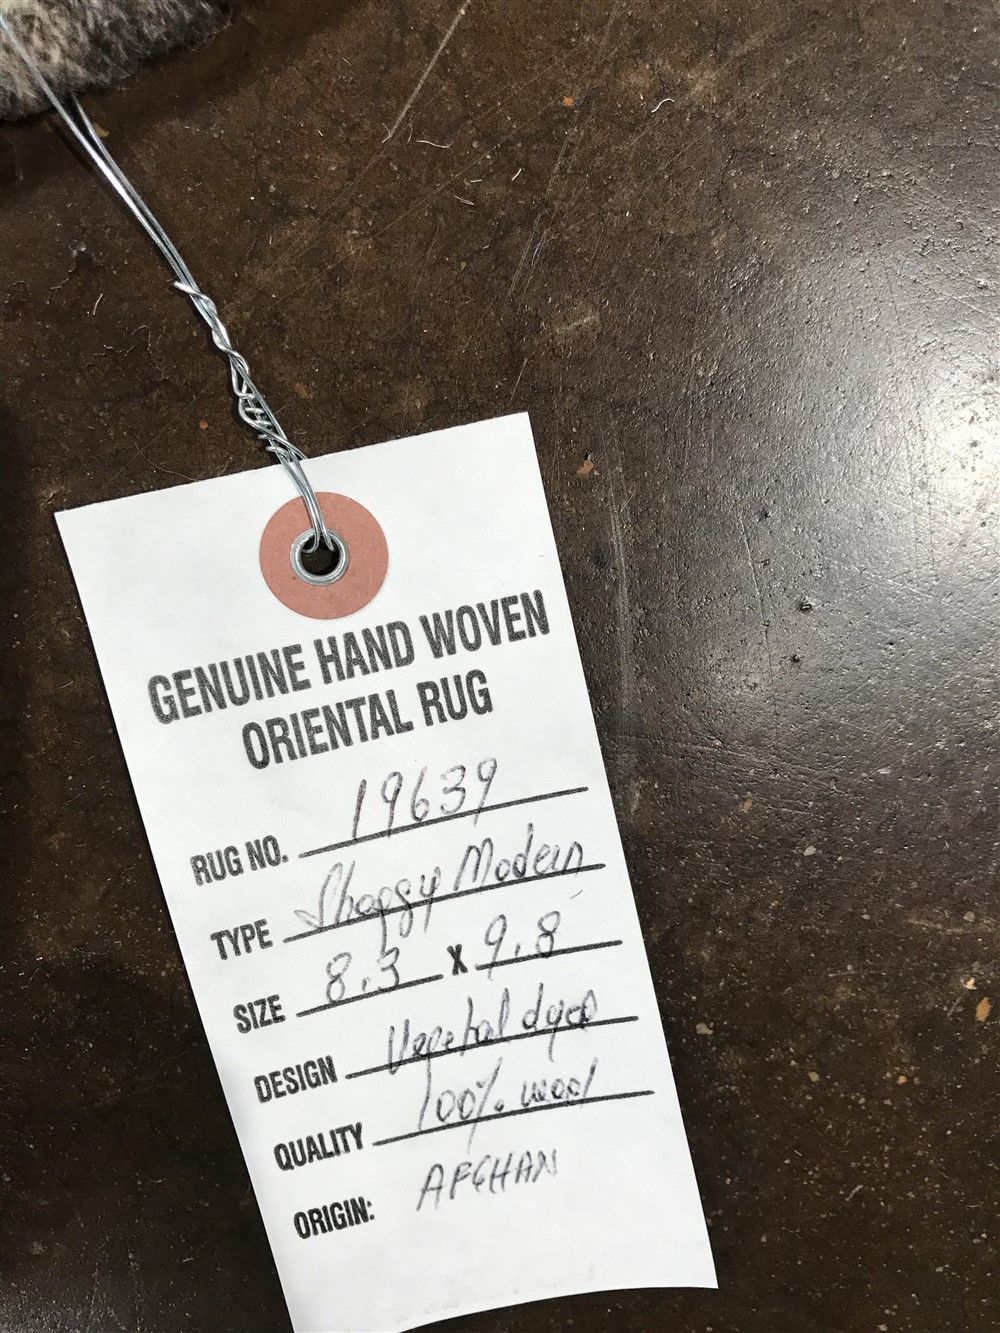 GENUINE HAND WOVEN
ORIENTAL RUG
RUG NO. 19639
TYPE Shaggy Modern
SIZE 8.3 X 9.8
DESIGN Vegetal dyed
QUALITY 100% wool
ORIGIN: AFGHAN